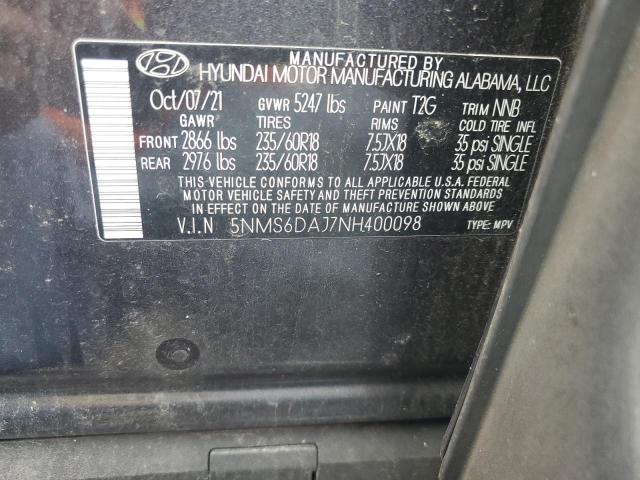 MANUFACTURED BY
HYUNDAI MOTOR MANUFACTURING ALABAMA, LLC
Oct/07/21 GVWR 5247 lbs PAINT T2G TRIM NNB
GAWR TIRES RIMS COLD TIRE INFL
FRONT 2866 lbs 235/60R18 7.5JX18 35 psi SINGLE
REAR 2976 lbs 235/60R18 7.5JX18 35 psi SINGLE
THIS VEHICLE CONFORMS TO ALL APPLICABLE U.S.A. FEDERAL
MOTOR VEHICLE SAFETY AND THEFT PREVENTION STANDARDS
IN EFFECT ON THE DATE OF MANUFACTURE SHOWN ABOVE
V.I.N 5NMS6DAJ7NH400098 TYPE: MPV